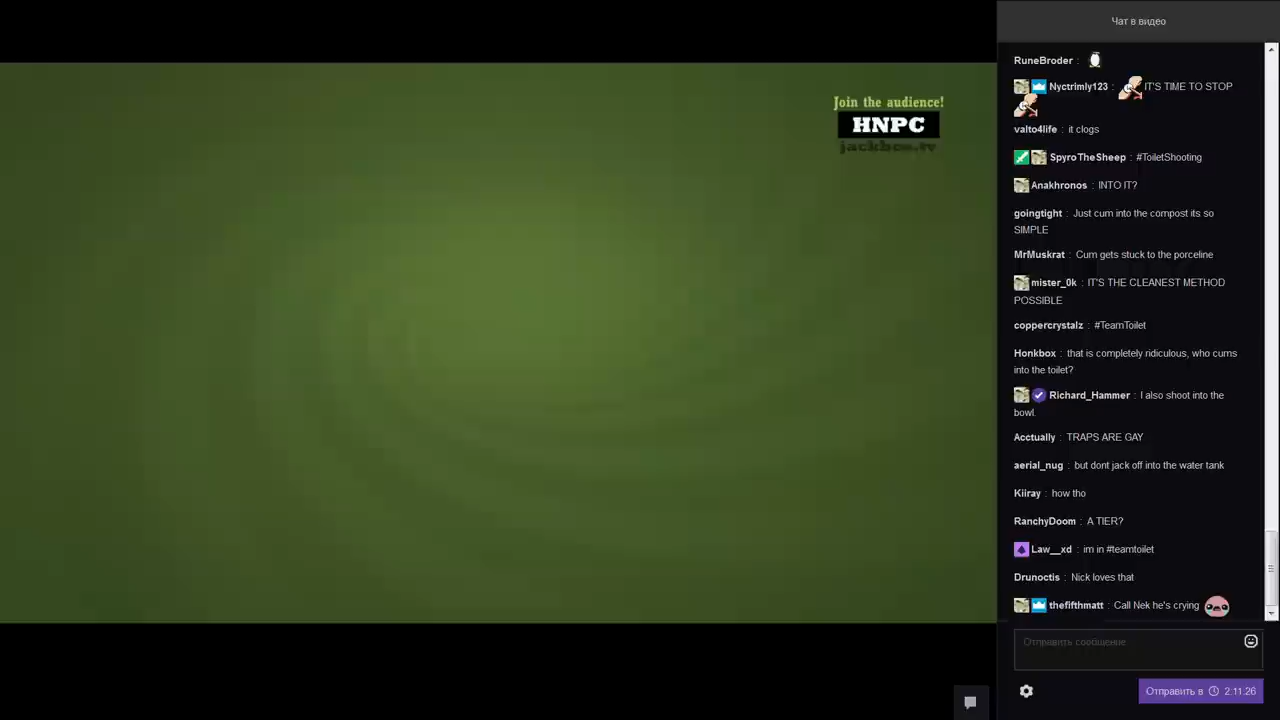 Чат в видео
Join the audience!
HNPC
jackbox.tv
RuneBroder :
Nyctrimly123 : IT'S TIME TO STOP
valto4life : it clogs
SpyroTheSheep : #ToiletShooting
Anakhronos : INTO IT?
goingtight : Just cum into the compost its so
SIMPLE
MrMuskrat : Cum gets stuck to the porceline
mister_0k : IT'S THE CLEANEST METHOD
POSSIBLE
coppercrystalz : #TeamToilet
Honkbox : that is completely ridiculous, who cums
into the toilet?
Richard_Hammer : I also shoot into the
bowl.
Acctually : TRAPS ARE GAY
aerial_nug : but dont jack off into the water tank
Kiiray : how tho
RanchyDoom : A TIER?
Law__xd : im in #teamtoilet
Drunoctis : Nick loves that
thefifthmatt : Call Nek he's crying
Отправить сообщение
Отправить в 2:11:26